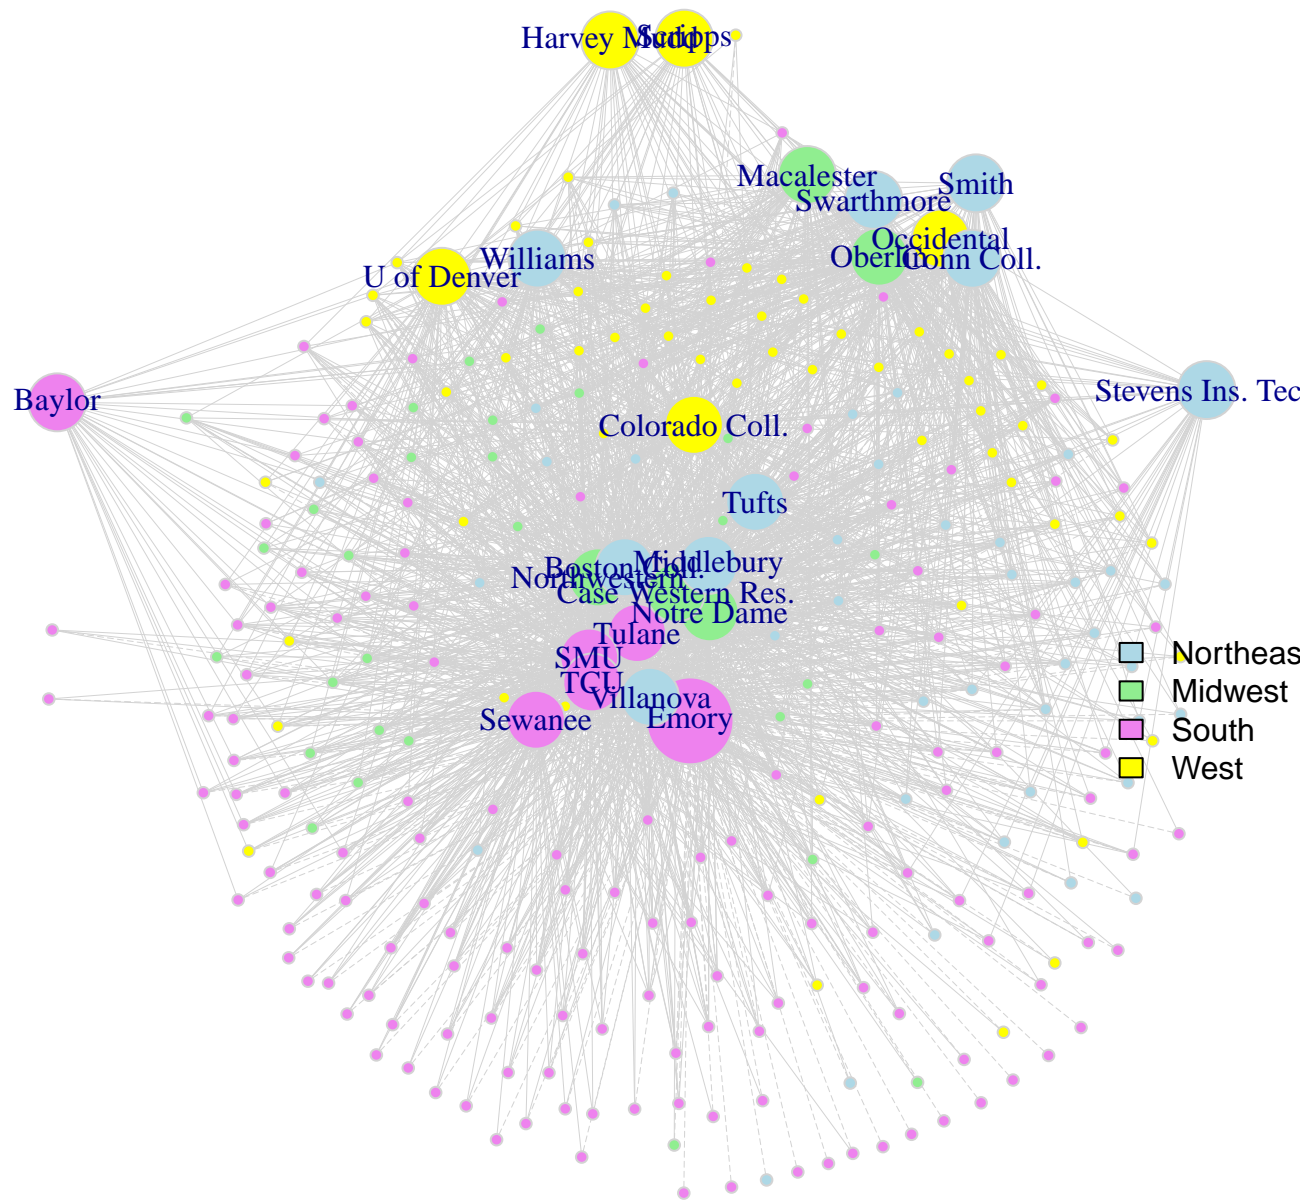 Harvey Mudd
Scripps
Macalester
Smith
Swarthmore
Occidental
Oberlin
Conn Coll.
Williams
U of Denver
Baylor
Stevens Ins. Tec
Colorado Coll.
Tufts
Middlebury
Boston Coll.
Northwestern
Case Western Res.
Notre Dame
Tulane
SMU
TCU
Villanova
Sewanee
Emory
Northeas
Midwest
South
West